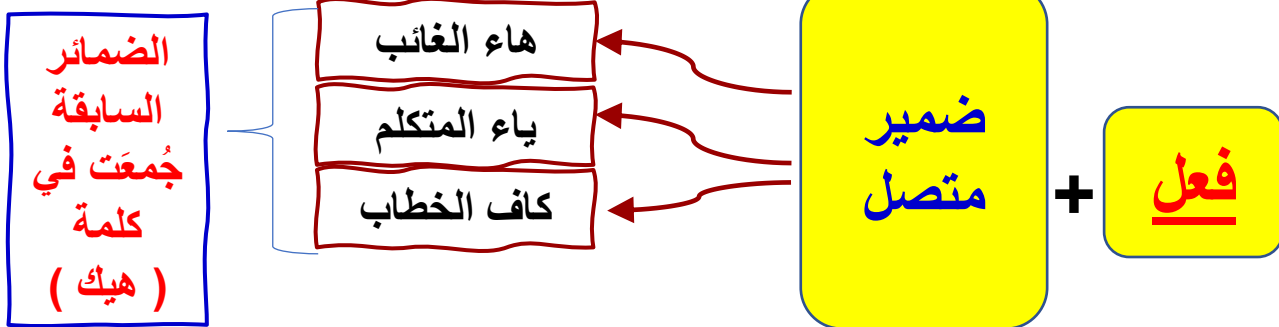 فعل
+
ضمير
متصل
هاء الغائب
ياء المتكلم
كاف الخطاب
الضمائر
السابقة
جُمعَت في
كلمة
( هيك )